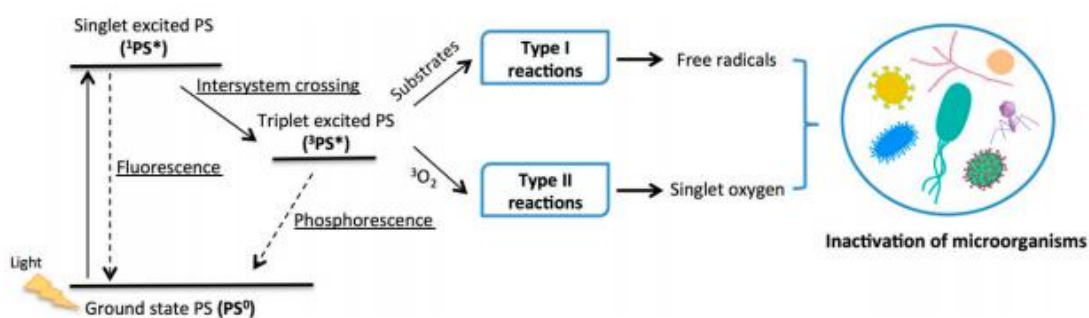 Singlet excited PS
(¹PS*)
Intersystem crossing
Triplet excited PS
(³PS*)
Fluorescence
Phosphorescence
Light
Ground state PS (PS⁰)
Substrates
³O₂
Type I
reactions
Type II
reactions
Free radicals
Singlet oxygen
Inactivation of microorganisms